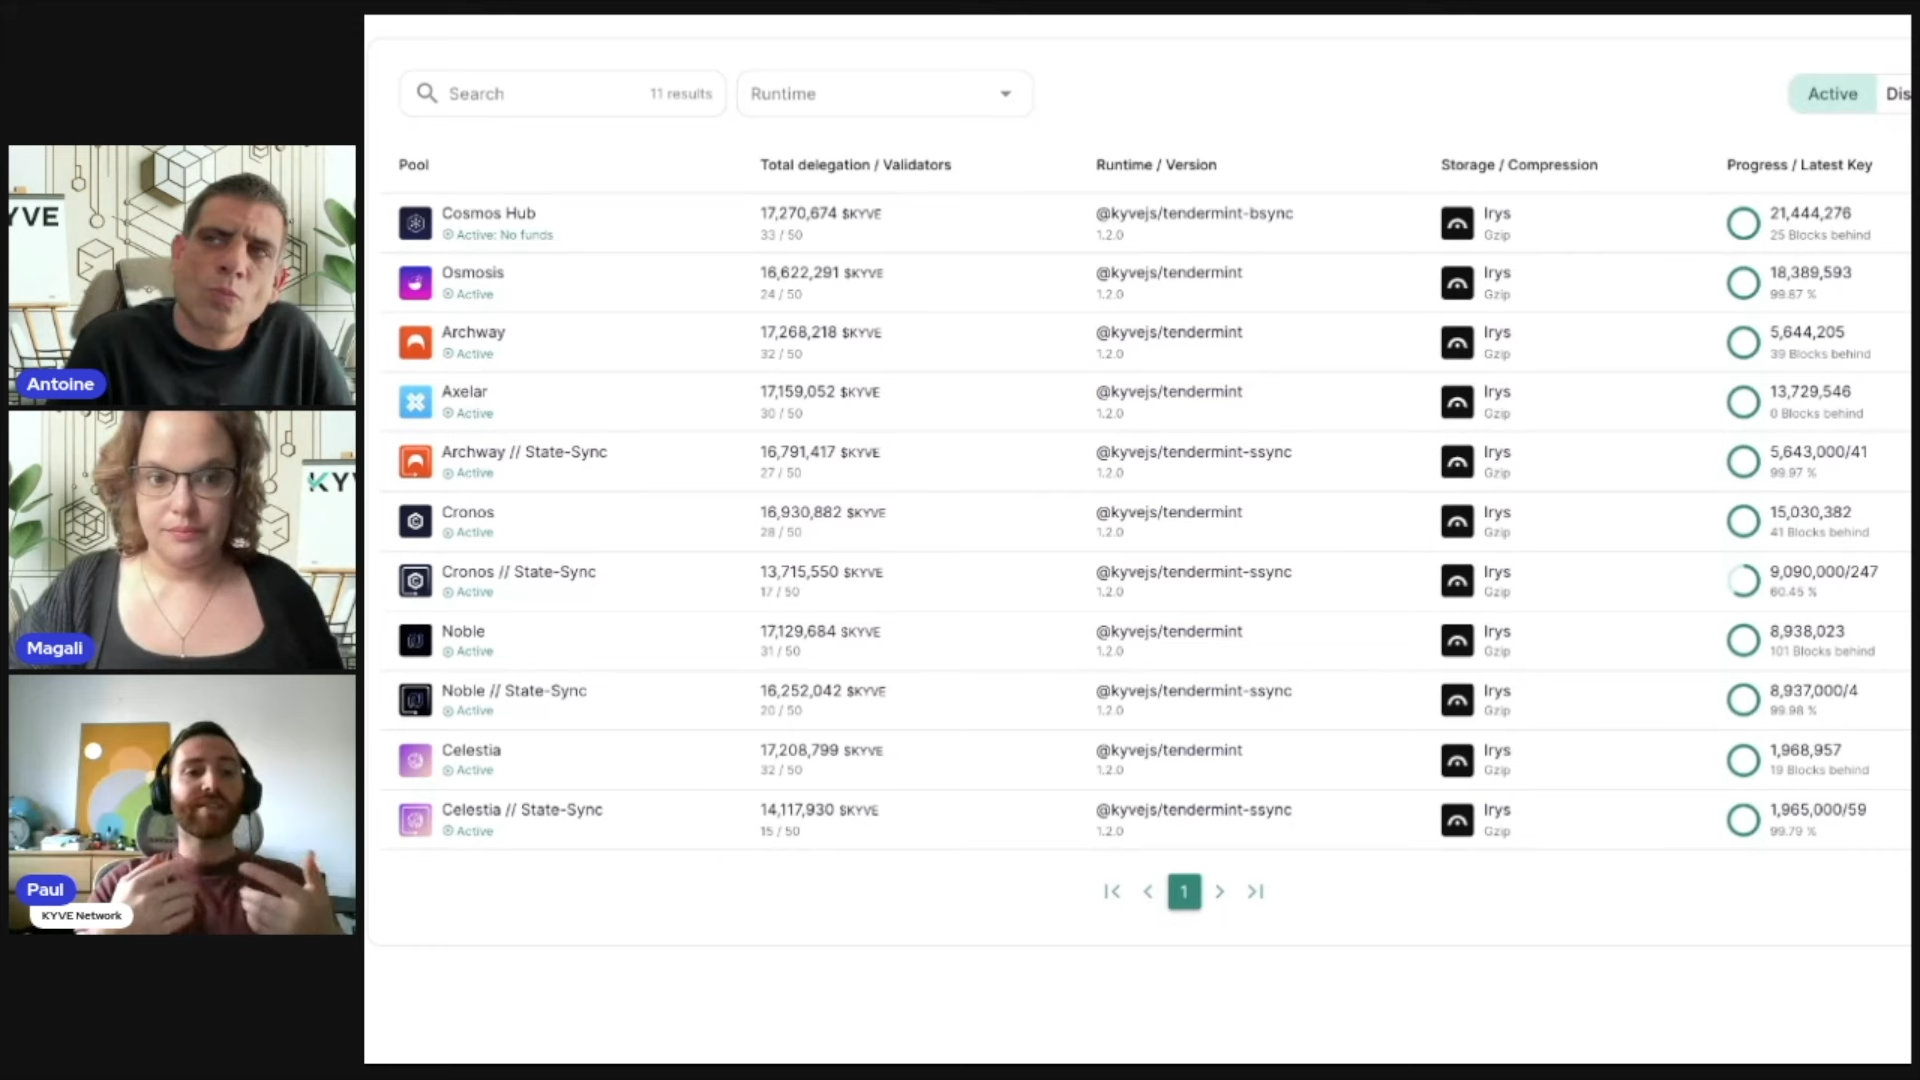 YVE
Antoine
KYV
Magali
Paul
KYVE Network
Search
11 results
Runtime
Active
Dis
Pool
Total delegation / Validators
Runtime / Version
Storage / Compression
Progress / Latest Key
Cosmos Hub
Active: No funds
17,270,674 $KYVE
33 / 50
@kyvejs/tendermint-bsync
1.2.0
Irys
Gzip
21,444,276
25 Blocks behind
Osmosis
Active
16,622,291 $KYVE
24 / 50
@kyvejs/tendermint
1.2.0
Irys
Gzip
18,389,593
99.87 %
Archway
Active
17,268,218 $KYVE
32 / 50
@kyvejs/tendermint
1.2.0
Irys
Gzip
5,644,205
39 Blocks behind
Axelar
Active
17,159,052 $KYVE
30 / 50
@kyvejs/tendermint
1.2.0
Irys
Gzip
13,729,546
0 Blocks behind
Archway // State-Sync
Active
16,791,417 $KYVE
27 / 50
@kyvejs/tendermint-ssync
1.2.0
Irys
Gzip
5,643,000/41
99.97 %
Cronos
Active
16,930,882 $KYVE
28 / 50
@kyvejs/tendermint
1.2.0
Irys
Gzip
15,030,382
41 Blocks behind
Cronos // State-Sync
Active
13,715,550 $KYVE
17 / 50
@kyvejs/tendermint-ssync
1.2.0
Irys
Gzip
9,090,000/247
60.45 %
Noble
Active
17,129,684 $KYVE
31 / 50
@kyvejs/tendermint
1.2.0
Irys
Gzip
8,938,023
101 Blocks behind
Noble // State-Sync
Active
16,252,042 $KYVE
20 / 50
@kyvejs/tendermint-ssync
1.2.0
Irys
Gzip
8,937,000/4
99.98 %
Celestia
Active
17,208,799 $KYVE
32 / 50
@kyvejs/tendermint
1.2.0
Irys
Gzip
1,968,957
19 Blocks behind
Celestia // State-Sync
Active
14,117,930 $KYVE
15 / 50
@kyvejs/tendermint-ssync
1.2.0
Irys
Gzip
1,965,000/59
99.79 %
1